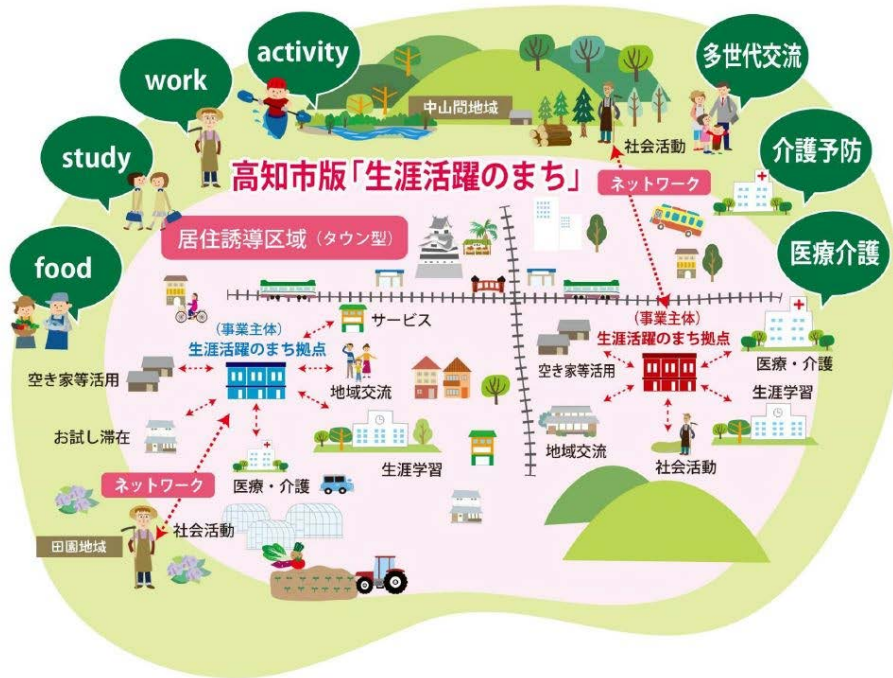 activity
work
study
food
多世代交流
介護予防
医療介護
中山間地域
社会活動
高知市版「生涯活躍のまち」
ネットワーク
居住誘導区域（タウン型）
（事業主体）
生涯活躍のまち拠点
サービス
空き家等活用
地域交流
お試し滞在
生涯学習
医療・介護
ネットワーク
社会活動
田園地域
（事業主体）
生涯活躍のまち拠点
空き家等活用
医療・介護
生涯学習
地域交流
社会活動